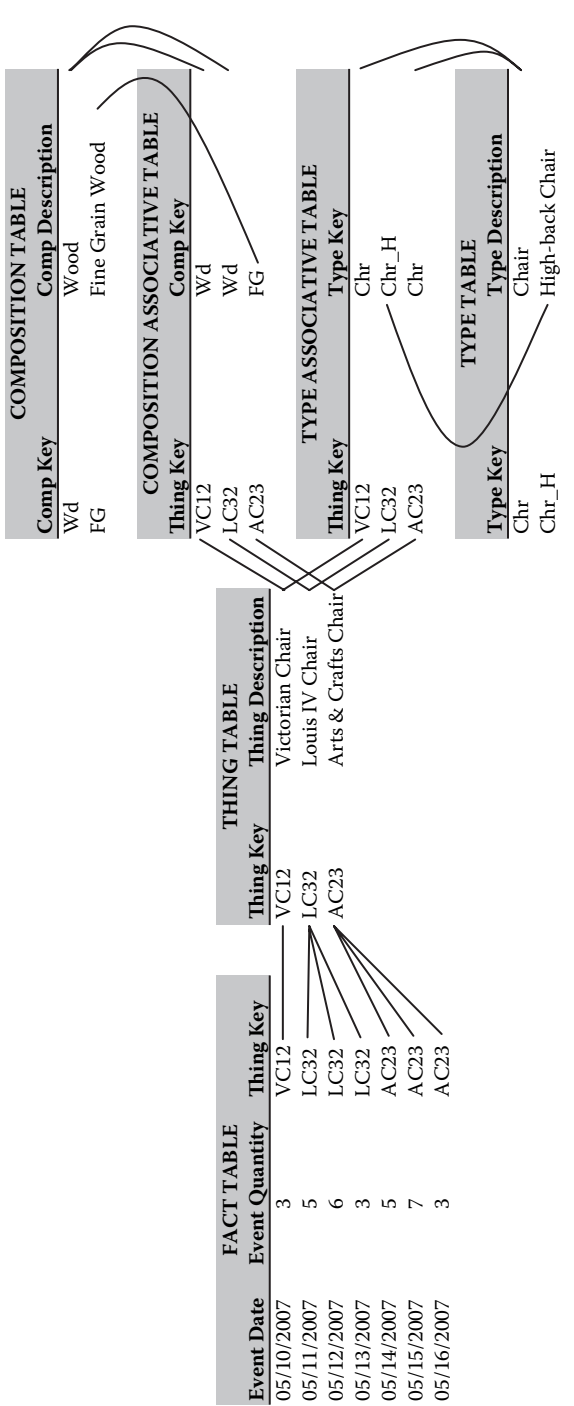 COMPOSITION TABLE
Comp Key Comp Description
Wd Wood
FG Fine Grain Wood
COMPOSITION ASSOCIATIVE TABLE
Thing Key Comp Key
VC12 Wd
LC32 Wd
AC23 FG
FACT TABLE
Event Date Event Quantity Thing Key
05/10/2007 3 VC12
05/11/2007 5 LC32
05/12/2007 6 LC32
05/13/2007 3 LC32
05/14/2007 5 AC23
05/15/2007 7 AC23
05/16/2007 3 AC23
THING TABLE
Thing Key Thing Description
VC12 Victorian Chair
LC32 Louis IV Chair
AC23 Arts & Crafts Chair
TYPE ASSOCIATIVE TABLE
Thing Key Type Key
VC12 Chr
LC32 Chr_H
AC23 Chr
TYPE TABLE
Type Key Type Description
Chr Chair
Chr_H High-back Chair